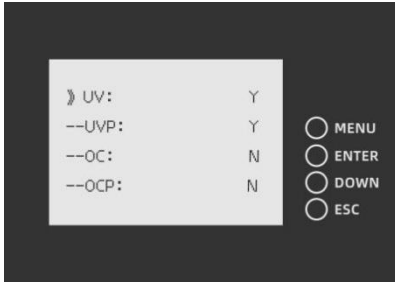 》UV: Y
--UVP: Y
--OC: N
--OCP: N
MENU
ENTER
DOWN
ESC